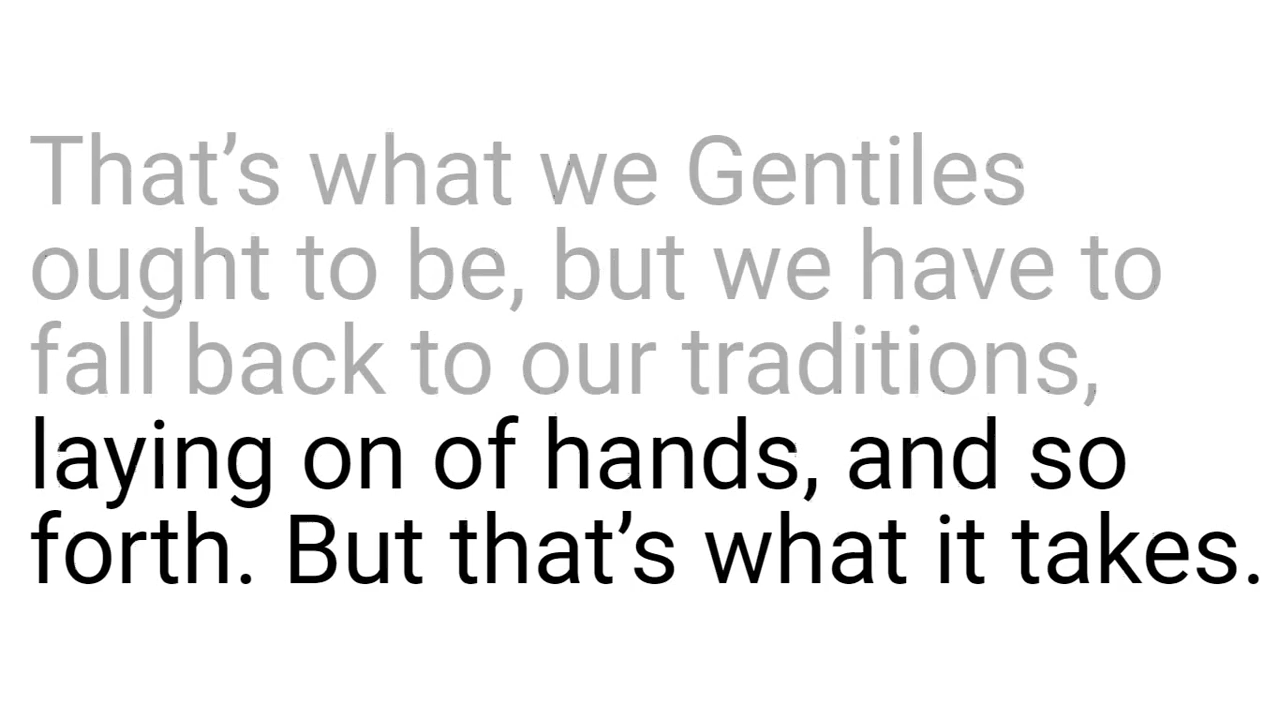 That’s what we Gentiles
ought to be, but we have to
fall back to our traditions,
laying on of hands, and so
forth. But that’s what it takes.